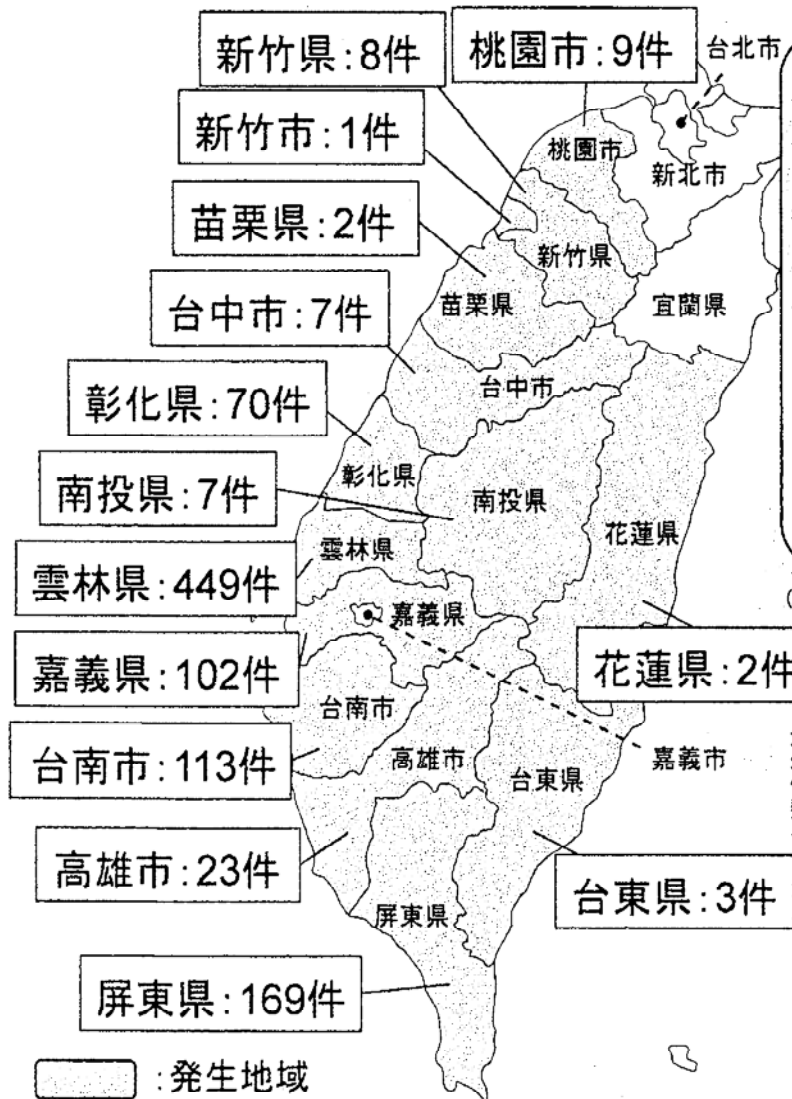 新竹県:8件
桃園市:9件
台北市
新竹市:1件
桃園市
新北市
苗栗県:2件
新竹県
苗栗県
宜蘭県
台中市:7件
台中市
彰化県:70件
彰化県
南投県:7件
南投県
花蓮県
雲林県
雲林県:449件
嘉義県
嘉義県:102件
花蓮県:2件
台南市
台南市:113件
高雄市
台東県
嘉義市
高雄市:23件
屏東県
台東県:3件
屏東県:169件
:発生地域